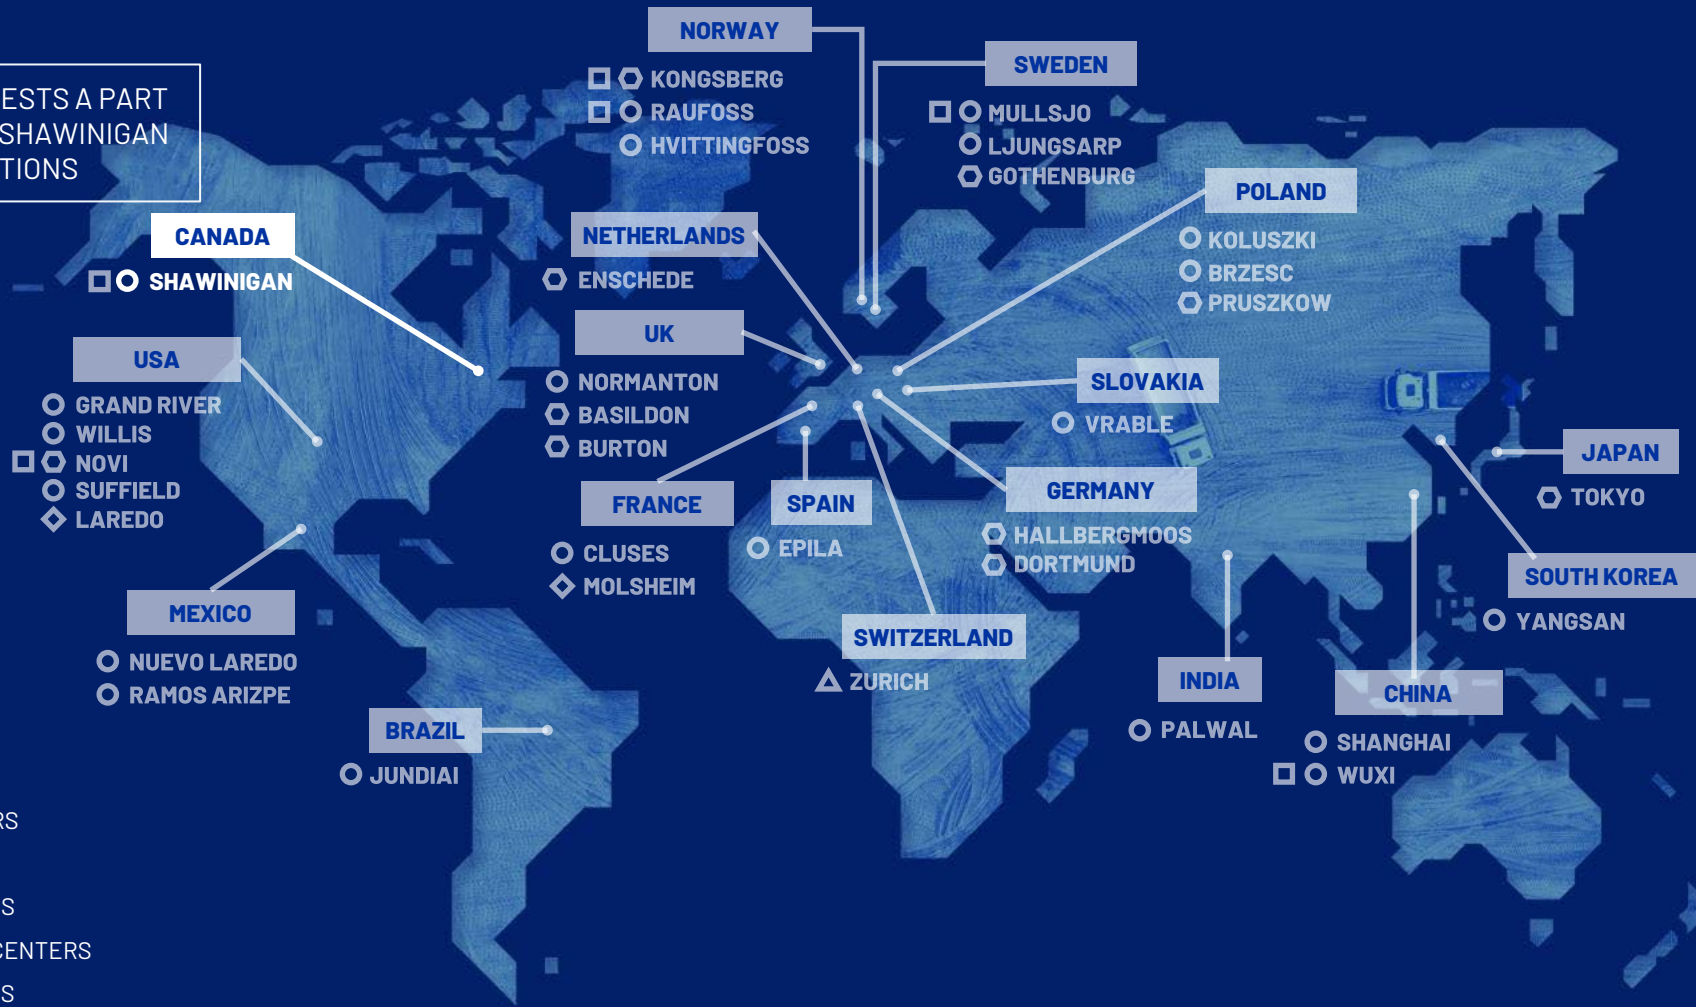 ESTS A PART
SHAWINIGAN
TIONS
CANADA
SHAWINIGAN
USA
GRAND RIVER
WILLIS
NOVI
SUFFIELD
LAREDO
MEXICO
NUEVO LAREDO
RAMOS ARIZPE
BRAZIL
JUNDIAI
NORWAY
KONGSBERG
RAUFOSS
HVITTINGFOSS
SWEDEN
MULLSJO
LJUNGSARP
GOTHENBURG
NETHERLANDS
ENSCHEDE
UK
NORMANTON
BASILDON
BURTON
FRANCE
CLUSES
MOLSHEIM
SPAIN
EPILA
POLAND
KOLUSZKI
BRZESC
PRUSZKOW
SLOVAKIA
VRABLE
GERMANY
HALLBERGMOOS
DORTMUND
SWITZERLAND
ZURICH
INDIA
PALWAL
CHINA
SHANGHAI
WUXI
JAPAN
TOKYO
SOUTH KOREA
YANGSAN
RS
S
CENTERS
S